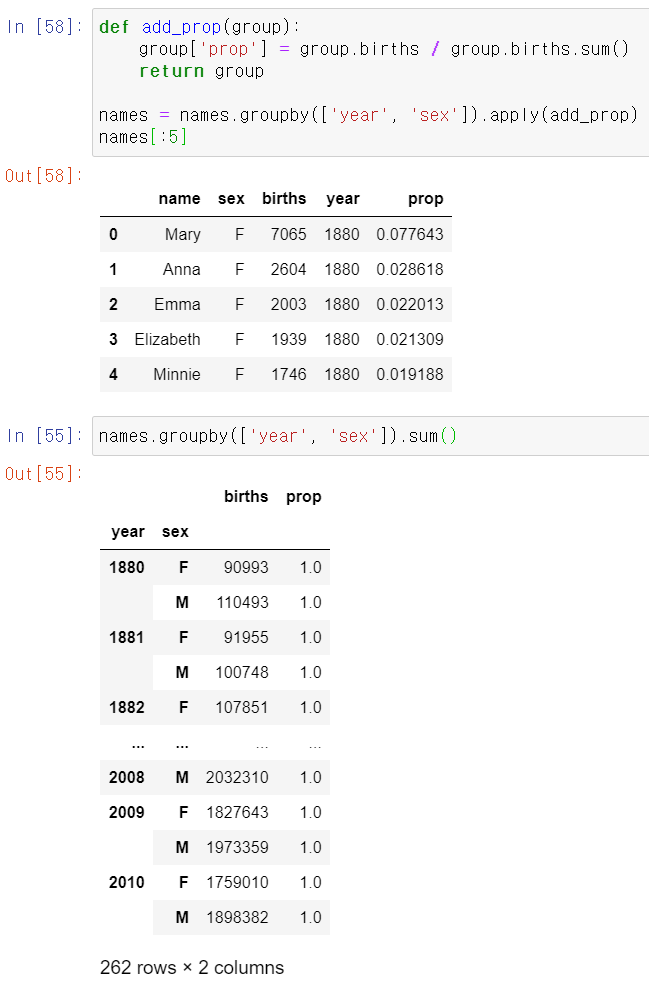 In [58]: def add_prop(group):
group['prop'] = group.births / group.births.sum()
return group
names = names.groupby(['year', 'sex']).apply(add_prop)
names[:5]
Out[58]:
name sex births year prop
0 Mary F 7065 1880 0.077643
1 Anna F 2604 1880 0.028618
2 Emma F 2003 1880 0.022013
3 Elizabeth F 1939 1880 0.021309
4 Minnie F 1746 1880 0.019188
In [55]: names.groupby(['year', 'sex']).sum()
Out[55]:
births prop
year sex
1880 F 90993 1.0
M 110493 1.0
1881 F 91955 1.0
M 100748 1.0
1882 F 107851 1.0
... ... ... ...
2008 M 2032310 1.0
2009 F 1827643 1.0
M 1973359 1.0
2010 F 1759010 1.0
M 1898382 1.0
262 rows × 2 columns